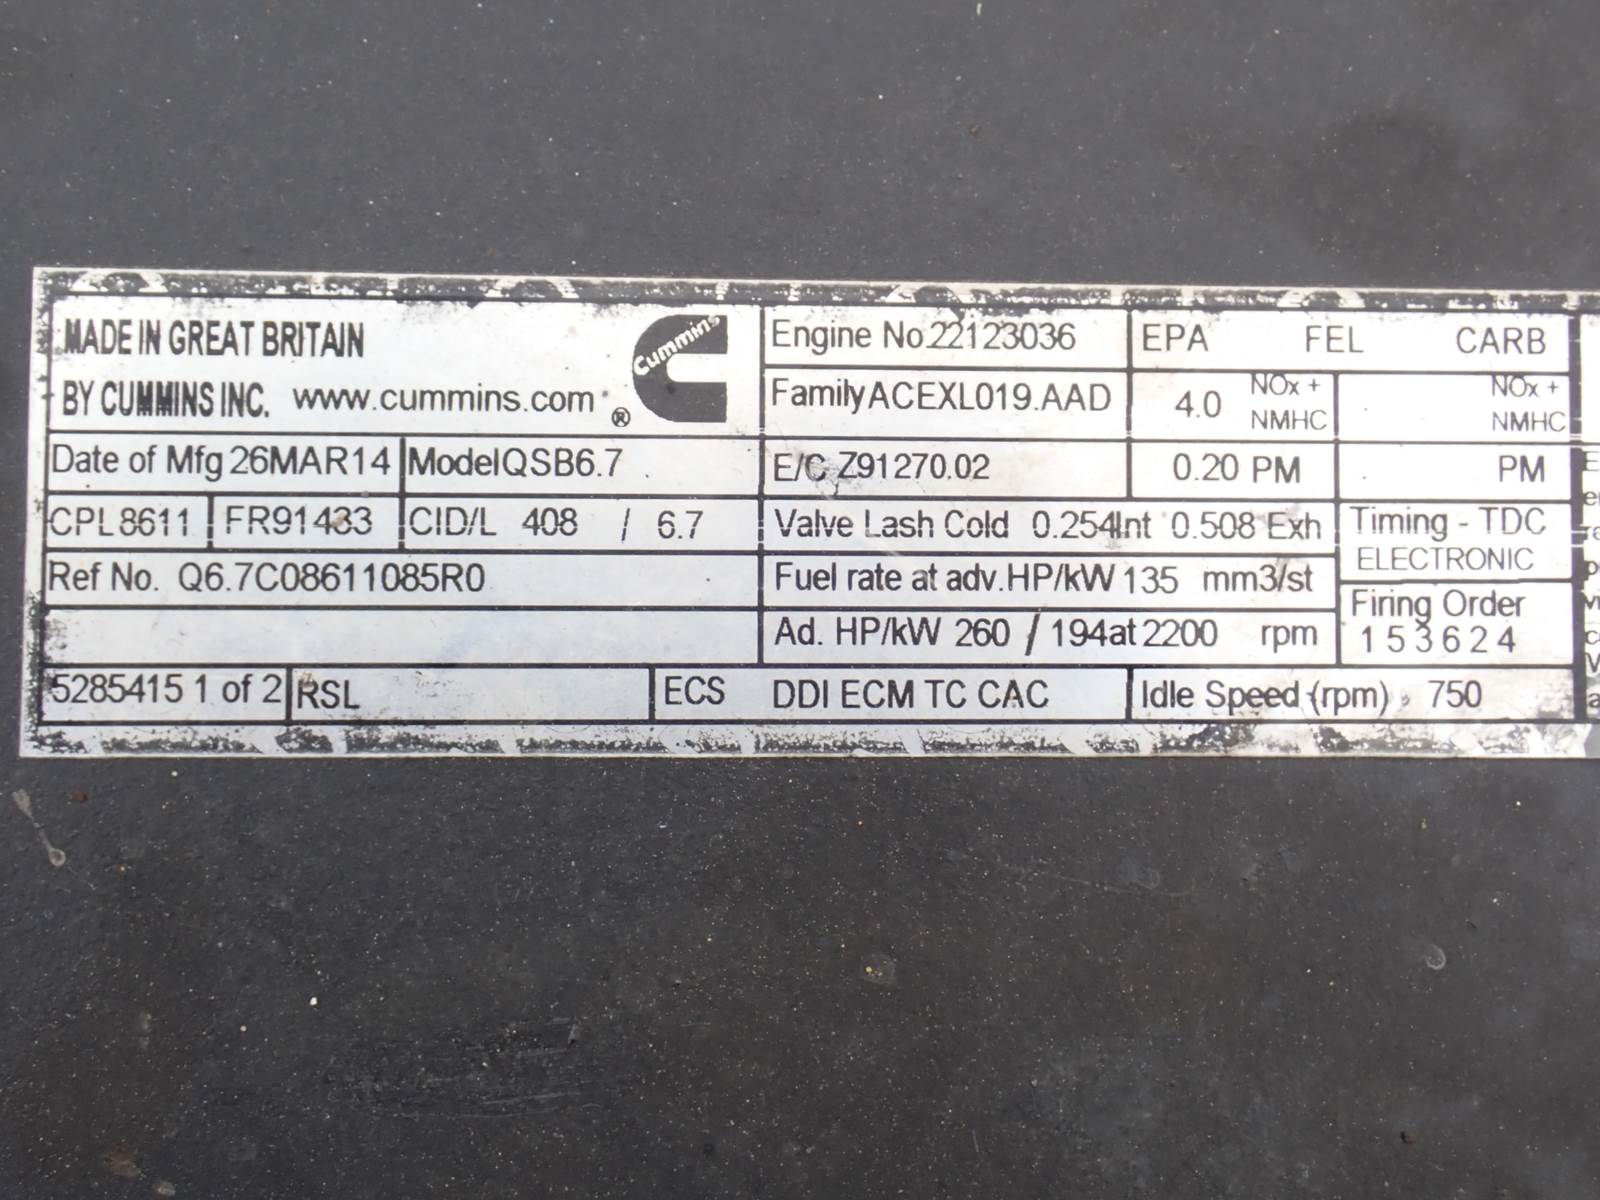 MADE IN GREAT BRITAIN
BY CUMMINS INC. www.cummins.com ®
Cummins
Engine No.22123036
EPA FEL CARB
Family ACEXL019.AAD
4.0 NOx + NMHC
NOx + NMHC
Date of Mfg 26MAR14 Model QSB6.7
E/C Z91270.02
0.20 PM
PM
CPL 8611 FR91433 CID/L 408 / 6.7
Valve Lash Cold 0.254 Int 0.508 Exh
Timing - TDC
ELECTRONIC
Ref No. Q6.7C08611085R0
Fuel rate at adv.HP/kW 135 mm3/st
Firing Order
1 5 3 6 2 4
Ad. HP/kW 260 / 194 at 2200 rpm
5285415 1 of 2 RSL
ECS DDI ECM TC CAC
Idle Speed (rpm) 750